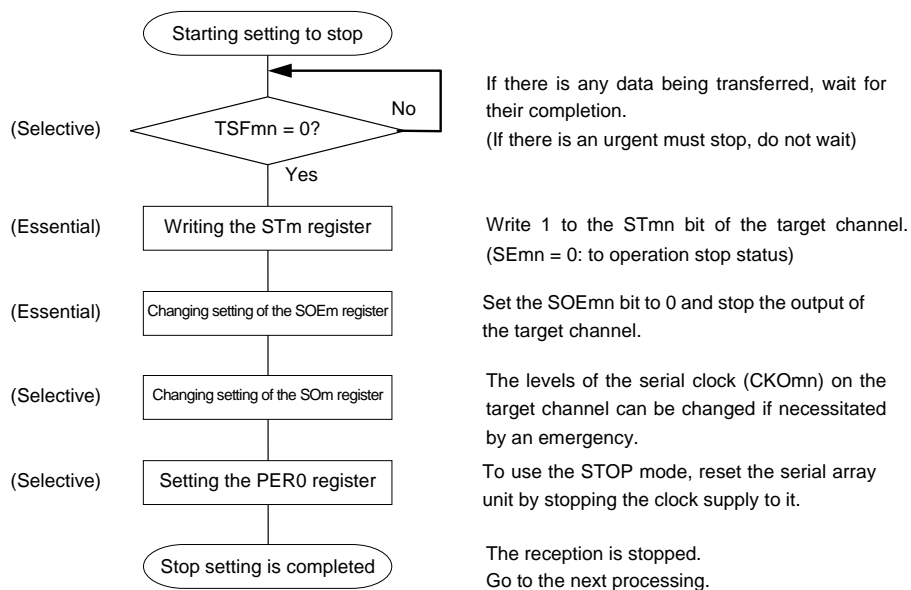 Starting setting to stop
No
If there is any data being transferred, wait for
their completion.
(If there is an urgent must stop, do not wait)
(Selective)
TSFmn = 0?
Yes
(Essential)
Writing the STm register
Write 1 to the STmn bit of the target channel.
(SEmn = 0: to operation stop status)
(Essential)
Changing setting of the SOEm register
Set the SOEmn bit to 0 and stop the output of
the target channel.
(Selective)
Changing setting of the SOm register
The levels of the serial clock (CKOmn) on the
target channel can be changed if necessitated
by an emergency.
(Selective)
Setting the PER0 register
To use the STOP mode, reset the serial array
unit by stopping the clock supply to it.
Stop setting is completed
The reception is stopped.
Go to the next processing.